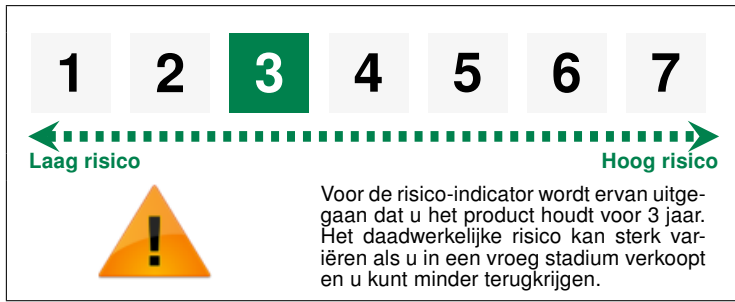 1 2 3 4 5 6 7
Laag risico Hoog risico
!
Voor de risico-indicator wordt ervan uitge-
gaan dat u het product houdt voor 3 jaar.
Het daadwerkelijke risico kan sterk var-
iëren als u in een vroeg stadium verkoopt
en u kunt minder terugkrijgen.